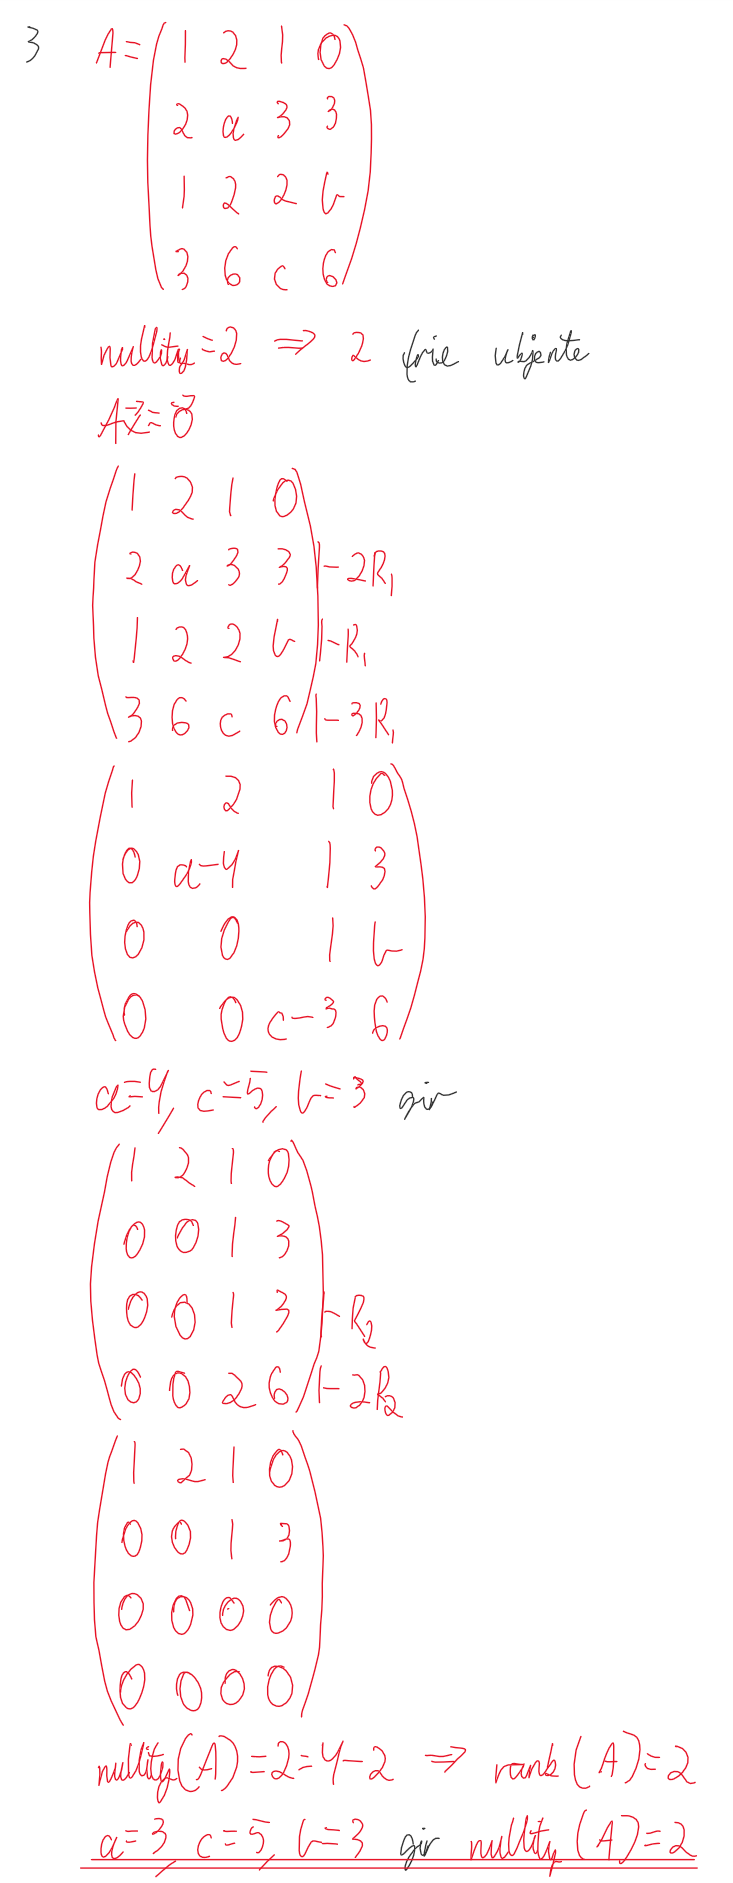 3 A = ( 1 2 1 0
2 a 3 3
1 2 2 b
3 6 c 6 )
nullity = 2 ⇒ 2 frie ukjente
Ax⃗ = 0⃗
( 1 2 1 0
2 a 3 3 | -2R₁
1 2 2 b | -R₁
3 6 c 6 ) | -3R₁
( 1 2 1 0
0 a-4 1 3
0 0 1 b
0 0 c-3 6 )
a=4, c=5, b=3 gir
( 1 2 1 0
0 0 1 3
0 0 1 3 | -R₂
0 0 2 6 ) | -2R₂
( 1 2 1 0
0 0 1 3
0 0 0 0
0 0 0 0 )
nullity(A)=2=4-2 ⇒ rank(A)=2
a=3, c=5, b=3 gir nullity(A)=2